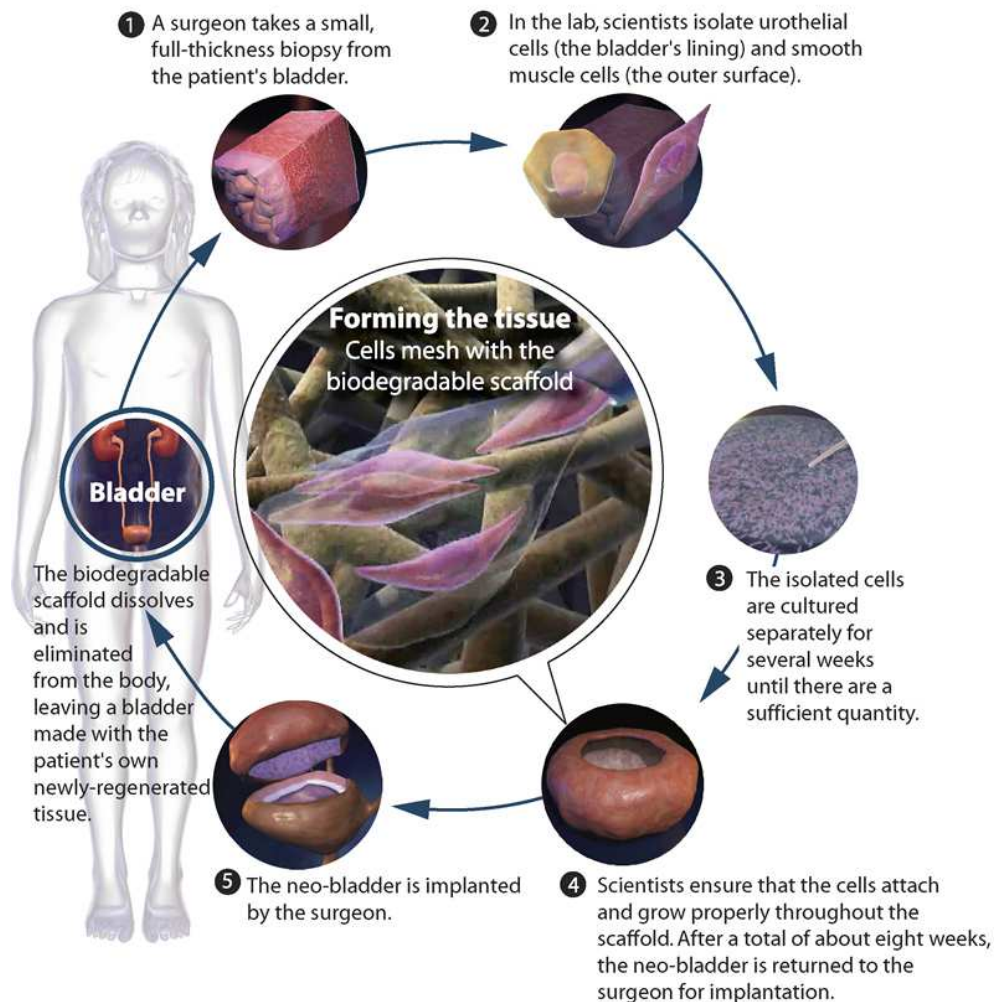 1 A surgeon takes a small,
full-thickness biopsy from
the patient's bladder.
2 In the lab, scientists isolate urothelial
cells (the bladder's lining) and smooth
muscle cells (the outer surface).
Forming the tissue
Cells mesh with the
biodegradable scaffold
Bladder
3 The isolated cells
are cultured
separately for
several weeks
until there are a
sufficient quantity.
4 Scientists ensure that the cells attach
and grow properly throughout the
scaffold. After a total of about eight weeks,
the neo-bladder is returned to the
surgeon for implantation.
5 The neo-bladder is implanted
by the surgeon.
The biodegradable
scaffold dissolves
and is
eliminated
from the body,
leaving a bladder
made with the
patient's own
newly-regenerated
tissue.